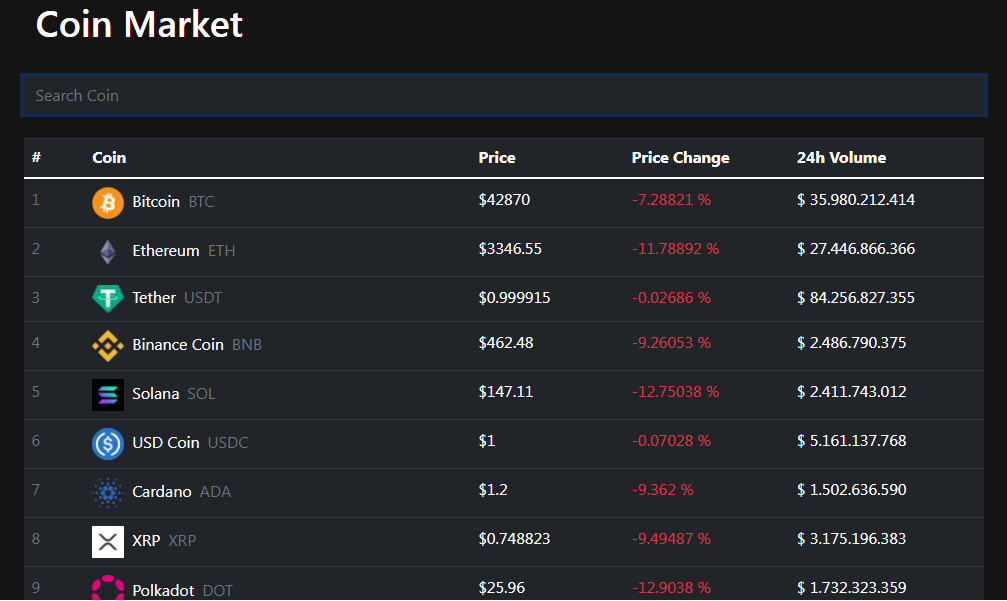 Coin Market
Search Coin
# Coin Price Price Change 24h Volume
1 Bitcoin BTC $42870 -7.28821 % $ 35.980.212.414
2 Ethereum ETH $3346.55 -11.78892 % $ 27.446.866.366
3 Tether USDT $0.999915 -0.02686 % $ 84.256.827.355
4 Binance Coin BNB $462.48 -9.26053 % $ 2.486.790.375
5 Solana SOL $147.11 -12.75038 % $ 2.411.743.012
6 USD Coin USDC $1 -0.07028 % $ 5.161.137.768
7 Cardano ADA $1.2 -9.362 % $ 1.502.636.590
8 XRP XRP $0.748823 -9.49487 % $ 3.175.196.383
9 Polkadot DOT $25.96 -12.9038 % $ 1.732.323.359